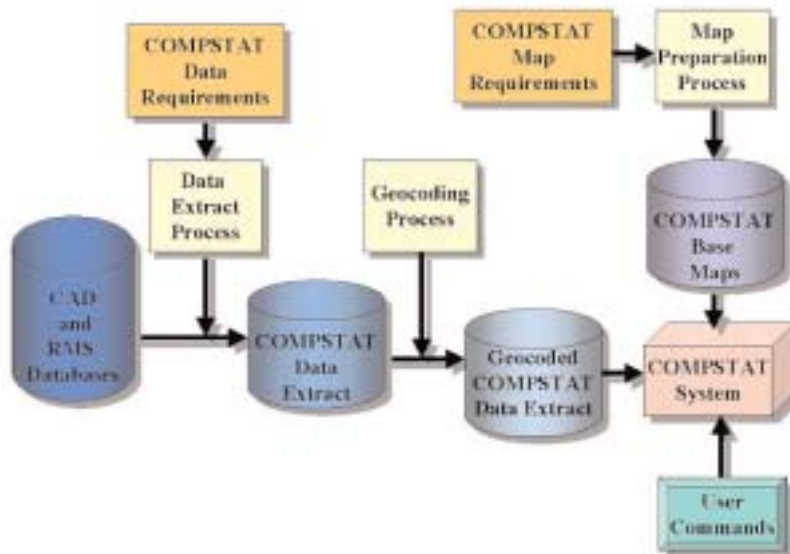 COMPSTAT
Data
Requirements
COMPSTAT
Map
Requirements
Map
Preparation
Process
Data
Extract
Process
Geocoding
Process
COMPSTAT
Base
Maps
CAD
and
RMS
Databases
COMPSTAT
Data
Extract
Geocoded
COMPSTAT
Data Extract
COMPSTAT
System
User
Commands